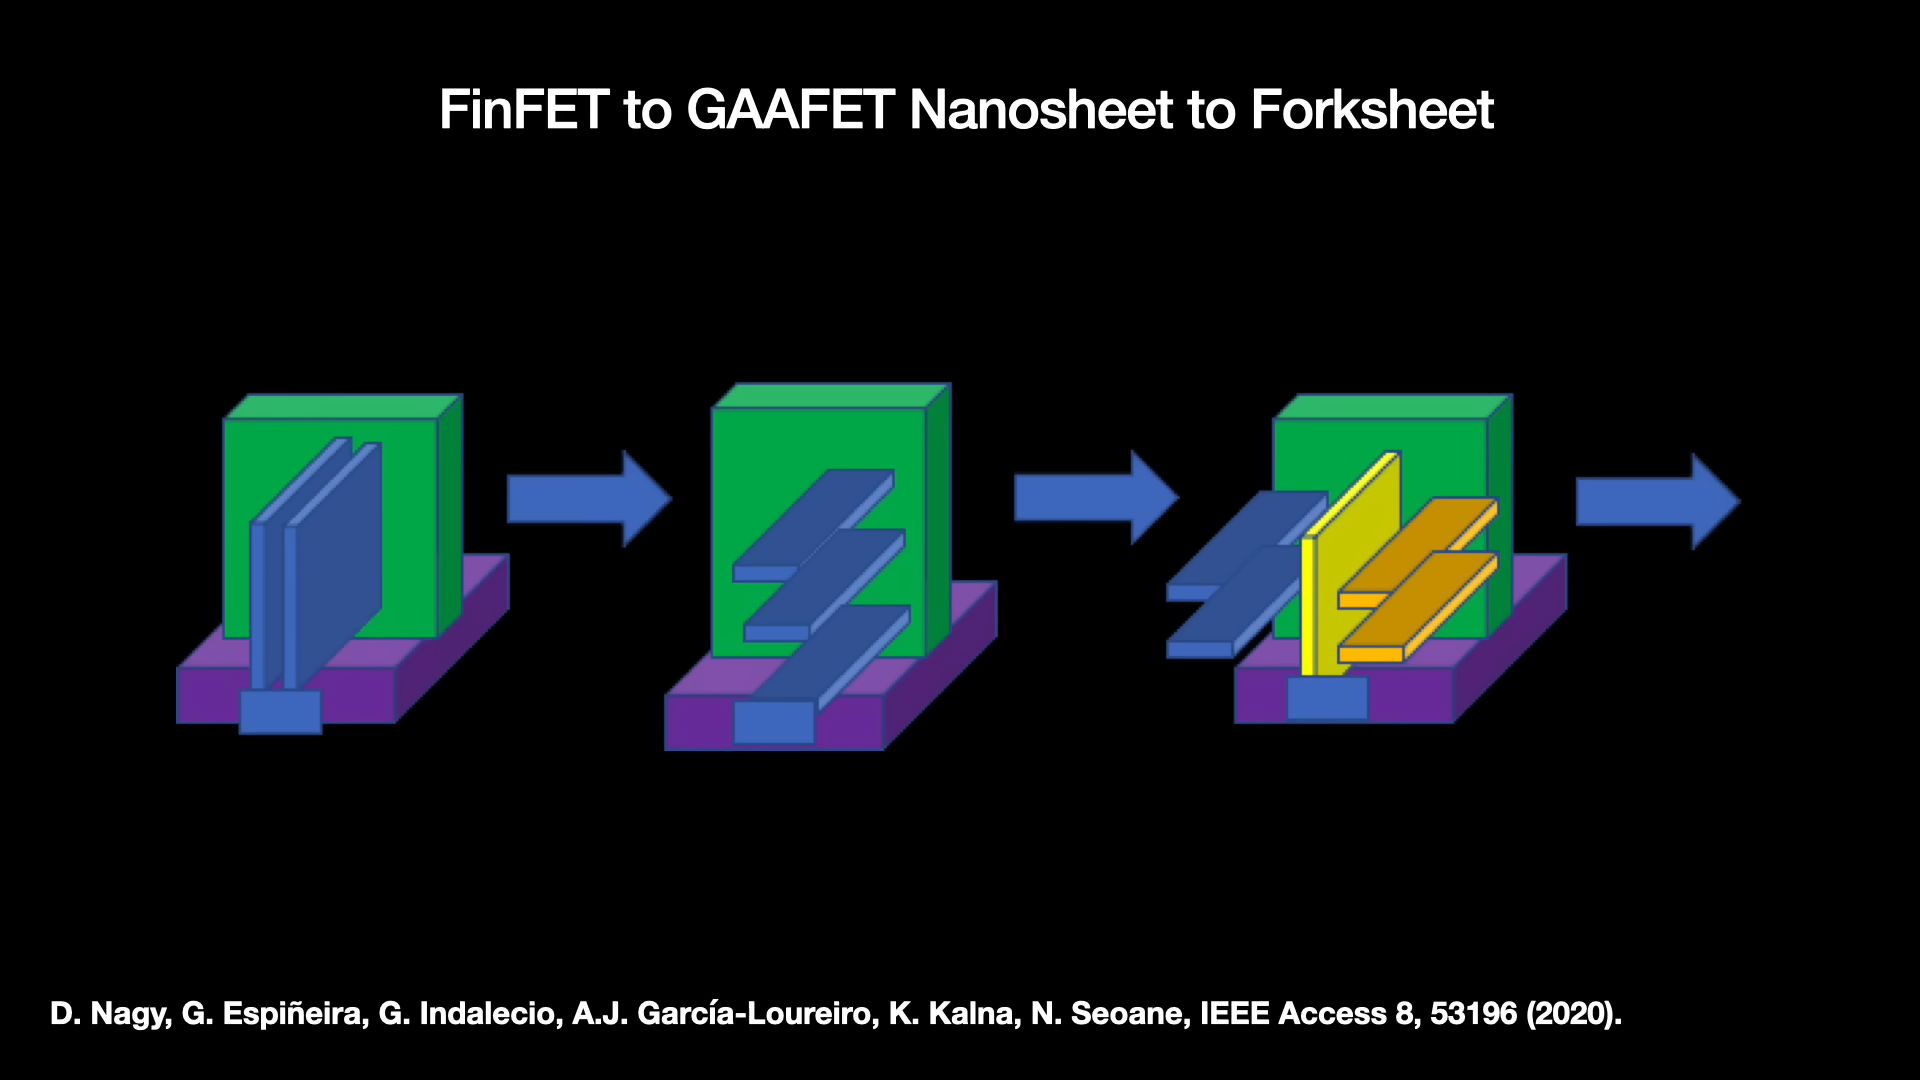 FinFET to GAAFET Nanosheet to Forksheet
D. Nagy, G. Espiñeira, G. Indalecio, A.J. García-Loureiro, K. Kalna, N. Seoane, IEEE Access 8, 53196 (2020).